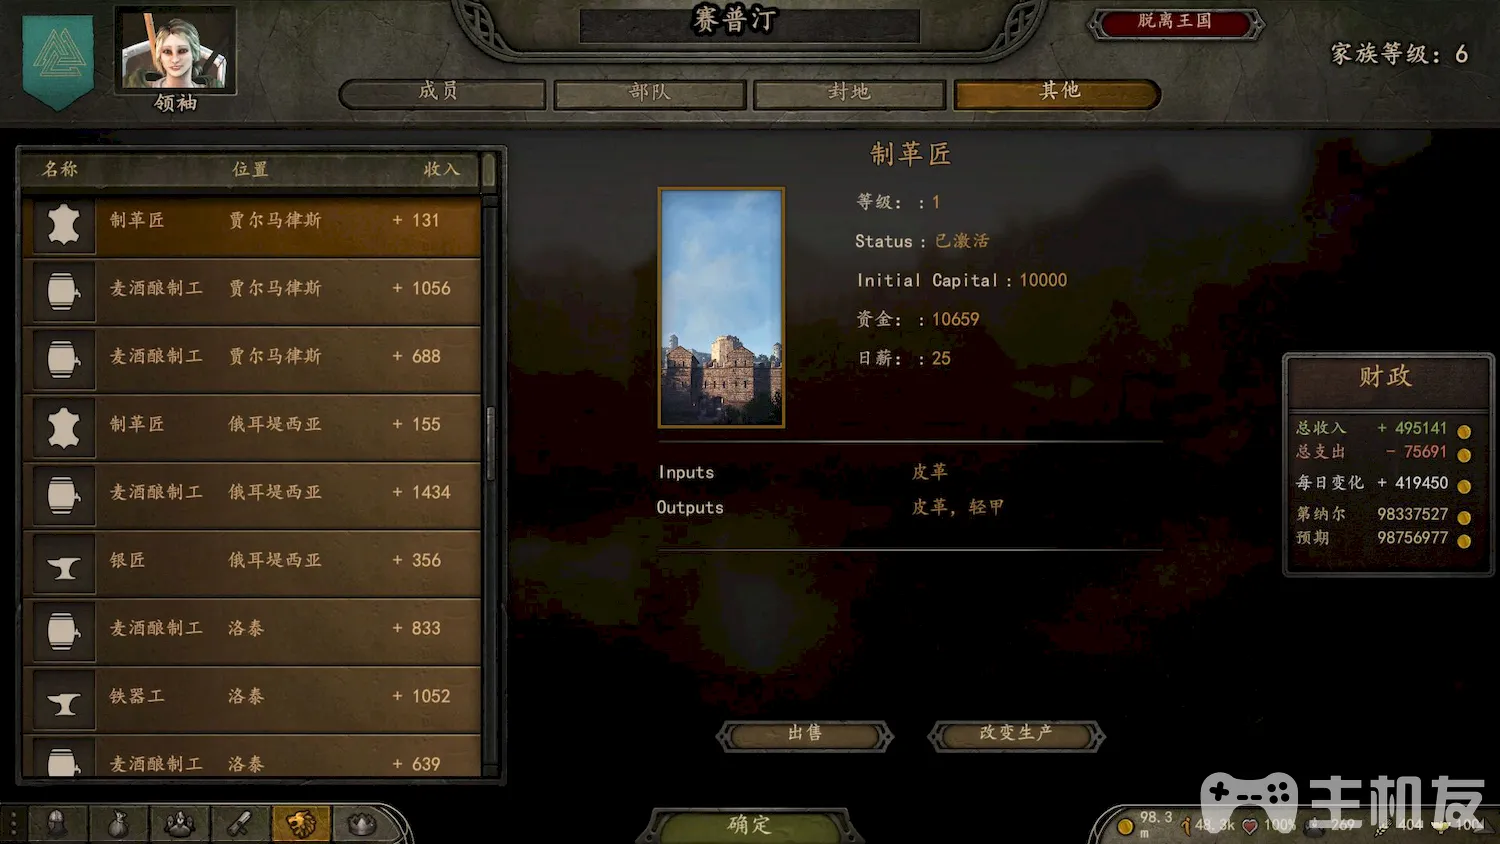 赛普汀
脱离王国
家族等级：6
领袖
成员 部队 封地 其他
名称 位置 收入
制革匠 贾尔马律斯 + 131
麦酒酿制工 贾尔马律斯 + 1056
麦酒酿制工 贾尔马律斯 + 688
制革匠 俄耳堤西亚 + 155
麦酒酿制工 俄耳堤西亚 + 1434
银匠 俄耳堤西亚 + 356
麦酒酿制工 洛泰 + 833
铁器工 洛泰 + 1052
麦酒酿制工 洛泰 + 639
制革匠
等级：: 1
Status : 已激活
Initial Capital : 10000
资金：: 10659
日薪：: 25
Inputs 皮革
Outputs 皮革，轻甲
出售 改变生产
财政
总收入 + 495141
总支出 - 75691
每日变化 + 419450
第纳尔 98337527
预期 98756977
确定
98.3
m
48.3k 100% 269 404 100
主机友